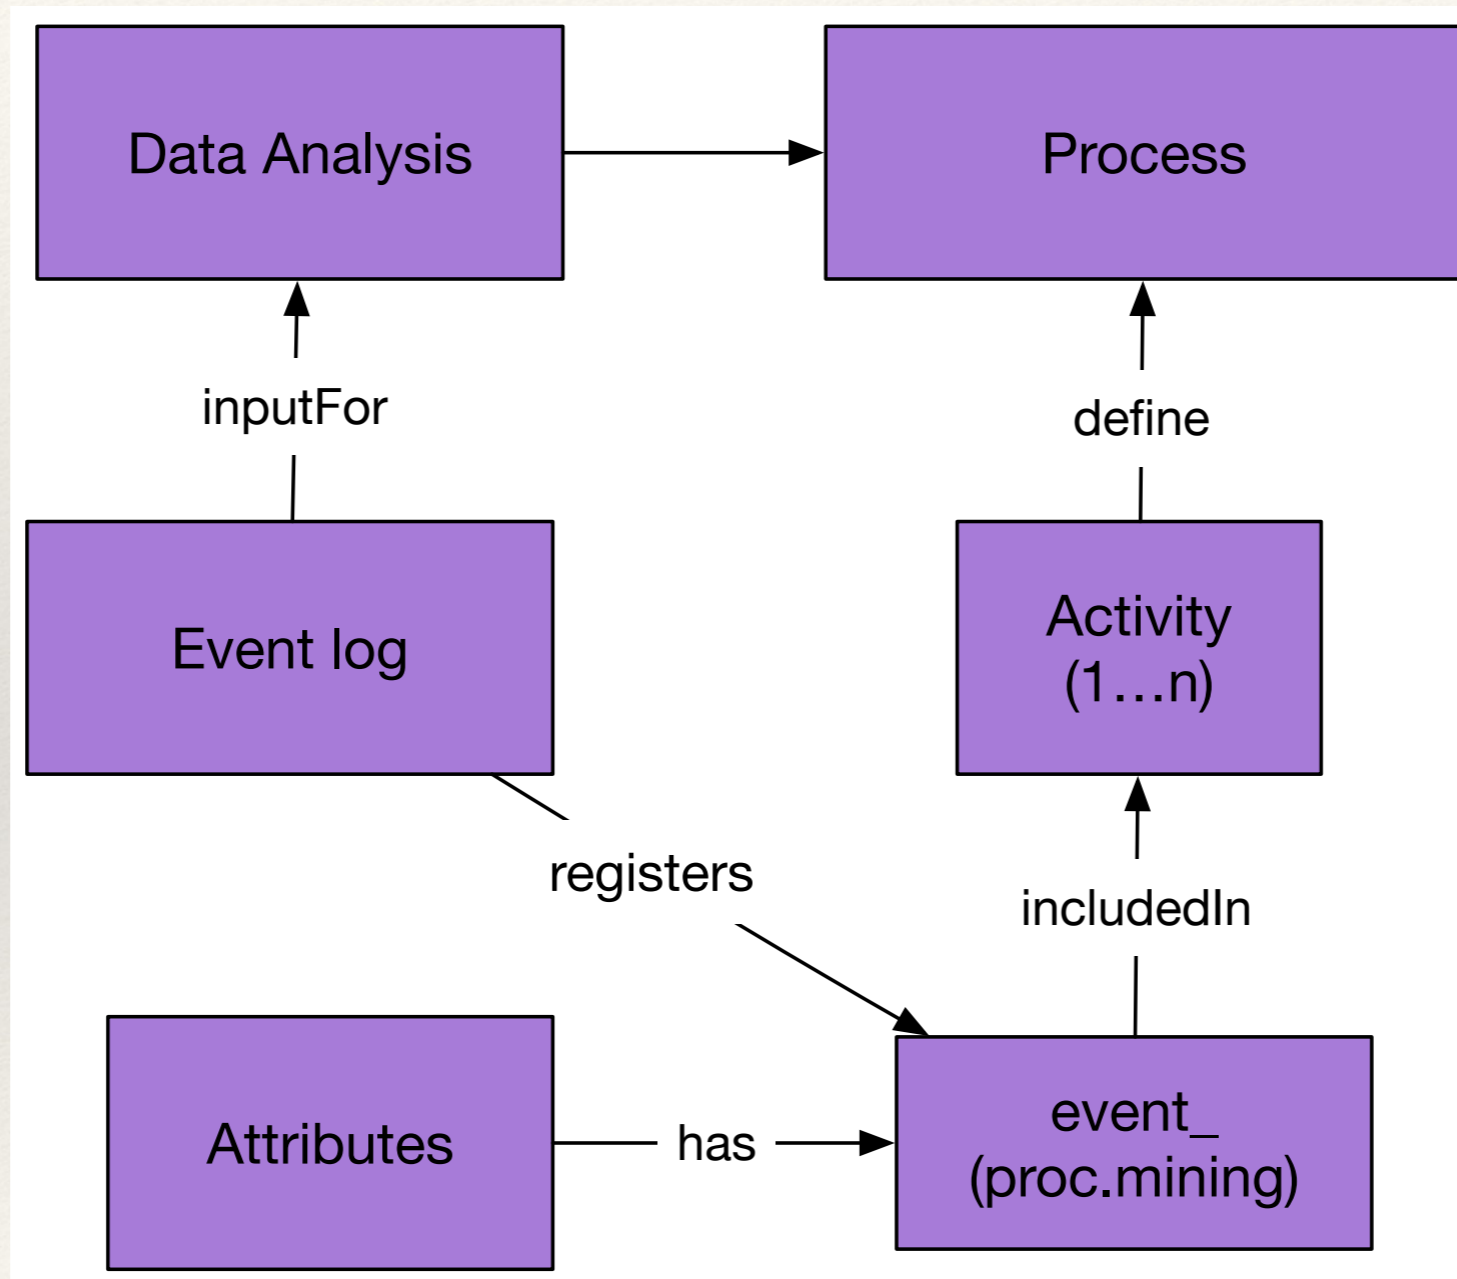 Data Analysis
Process
inputFor
define
Event log
Activity
(1...n)
registers
includedIn
Attributes
has
event_
(proc.mining)